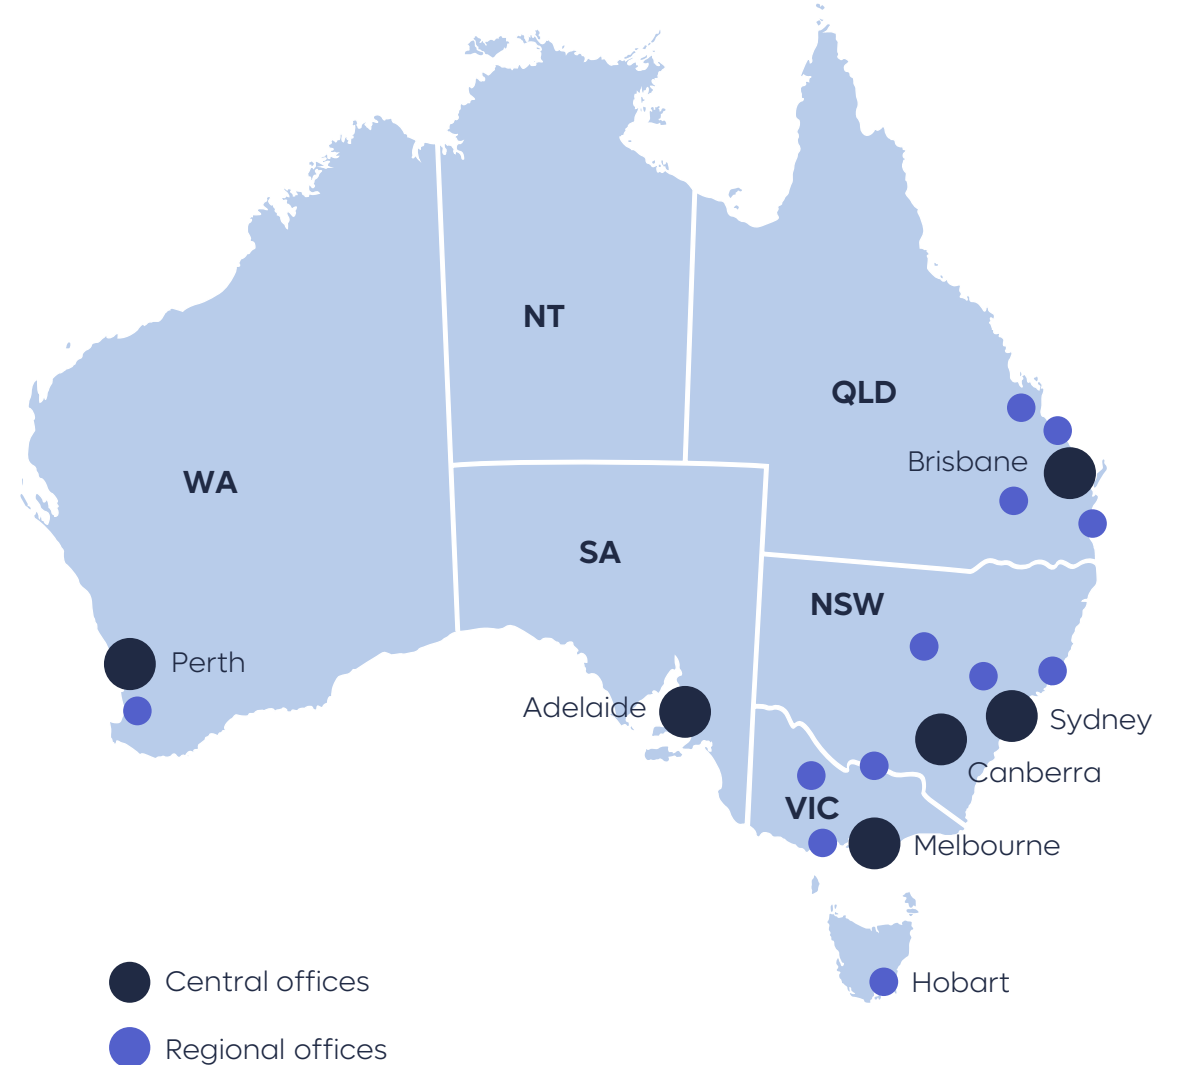 NT
QLD
Brisbane
WA
SA
NSW
Perth
Adelaide
Sydney
Canberra
VIC
Melbourne
Hobart
Central offices
Regional offices